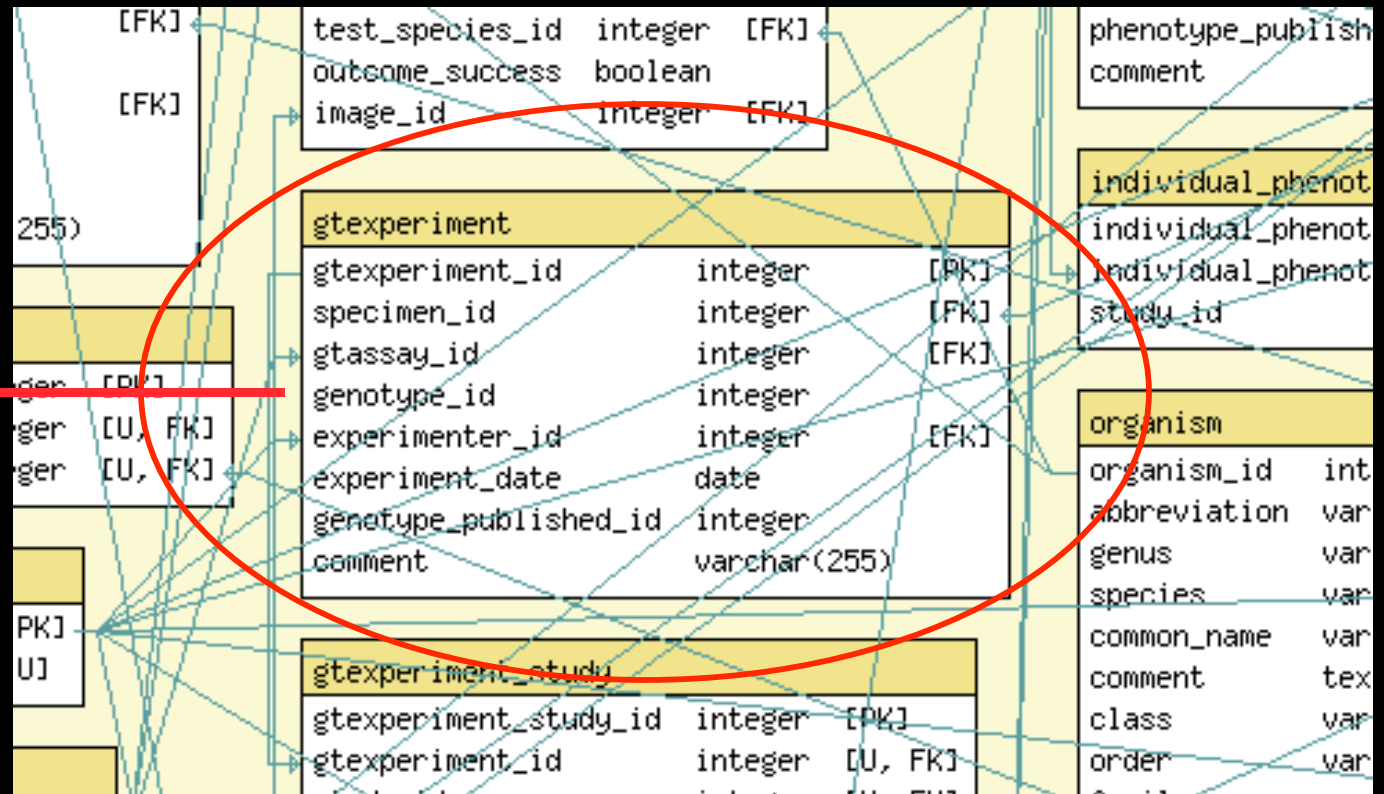 [FK]
[FK]
255)
ger [PK]
ger [U, FK]
ger [U, FK]
PK]
U]
test_species_id integer [FK]
outcome_success boolean
image_id integer [FK]
gtexperiment
gtexperiment_id integer [PK]
specimen_id integer [FK]
gtassay_id integer [FK]
genotype_id integer
experimenter_id integer [FK]
experiment_date date
genotype_published_id integer
comment varchar(255)
gtexperiment_study
gtexperiment_study_id integer [PK]
gtexperiment_id integer [U, FK]
phenotype_publish
comment
individual_phenot
individual_phenot
individual_phenot
study_id
organism
organism_id int
abbreviation var
genus var
species var
common_name var
comment tex
class var
order var